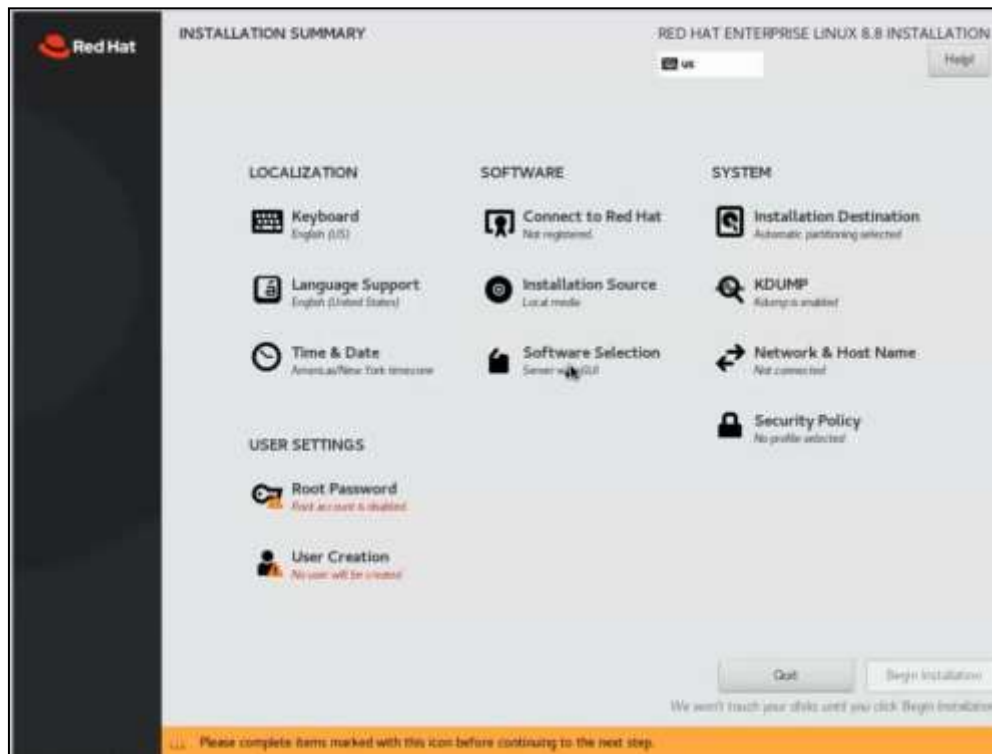 Red Hat
INSTALLATION SUMMARY
RED HAT ENTERPRISE LINUX 8.8 INSTALLATION
us
Help!
LOCALIZATION
Keyboard
English (US)
Language Support
English (United States)
Time & Date
Americas/New York timezone
SOFTWARE
Connect to Red Hat
Not registered.
Installation Source
Local media
Software Selection
Server with GUI
SYSTEM
Installation Destination
Automatic partitioning selected
KDUMP
Kdump is enabled
Network & Host Name
Not connected
Security Policy
No profile selected
USER SETTINGS
Root Password
Root account is disabled
User Creation
No user will be created
Quit
Begin Installation
We won't touch your disks until you click Begin Installation
Please complete items marked with this icon before continuing to the next step.